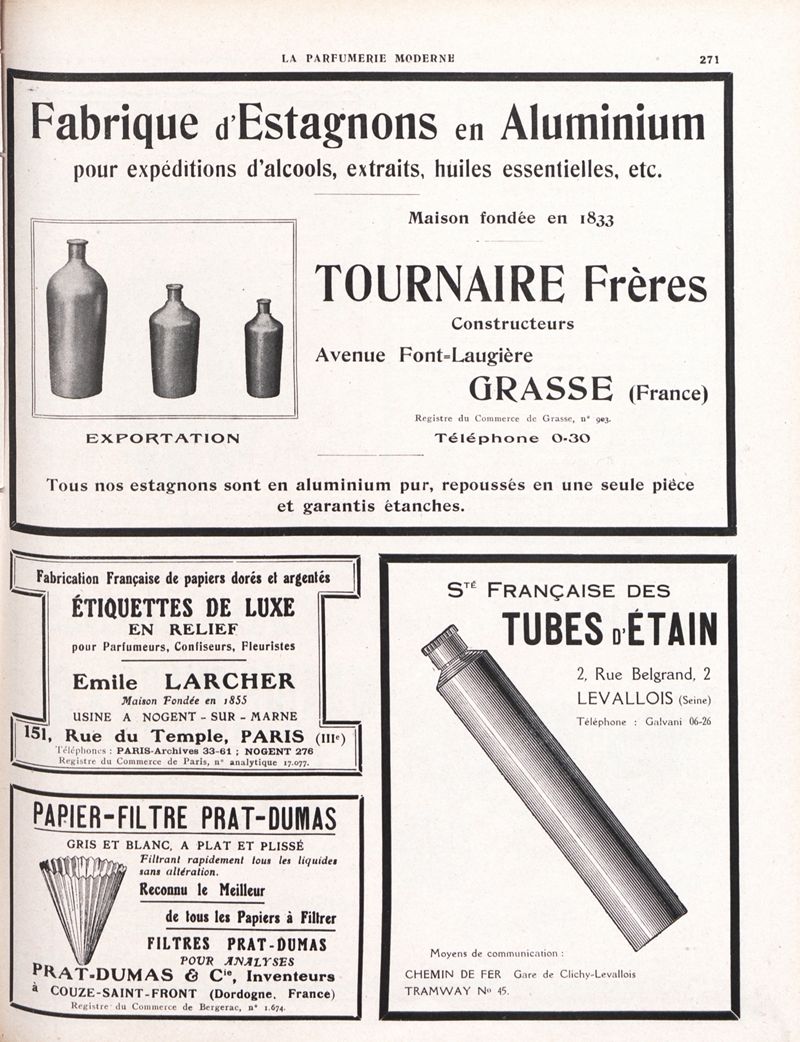 LA PARFUMERIE MODERNE
271
Fabrique d'Estagnons en Aluminium
pour expéditions d'alcools, extraits, huiles essentielles, etc.
Maison fondée en 1833
TOURNAIRE Frères
Constructeurs
Avenue Font-Laugière
GRASSE (France)
Registre du Commerce de Grasse, n° 903.
EXPORTATION
Téléphone 0-30
Tous nos estagnons sont en aluminium pur, repoussés en une seule pièce
et garantis étanches.
Fabrication Française de papiers dorés et argentés
ÉTIQUETTES DE LUXE
EN RELIEF
pour Parfumeurs, Confiseurs, Fleuristes
Emile LARCHER
Maison Fondée en 1855
USINE A NOGENT-SUR-MARNE
151, Rue du Temple, PARIS (IIIe)
Téléphones : PARIS-Archives 33-61 ; NOGENT 276
Registre du Commerce de Paris, n° analytique 17.077.
PAPIER-FILTRE PRAT-DUMAS
GRIS ET BLANC, A PLAT ET PLISSÉ
Filtrant rapidement tous les liquides
sans altération.
Reconnu le Meilleur
de tous les Papiers à Filtrer
FILTRES PRAT-DUMAS
POUR ANALYSES
PRAT-DUMAS & Cie, Inventeurs
à COUZE-SAINT-FRONT (Dordogne, France)
Registre du Commerce de Bergerac, n° 1.674.
STÉ FRANÇAISE DES
TUBES D'ÉTAIN
2, Rue Belgrand, 2
LEVALLOIS (Seine)
Téléphone : Galvani 06-26
Moyens de communication :
CHEMIN DE FER Gare de Clichy-Levallois
TRAMWAY No 45.